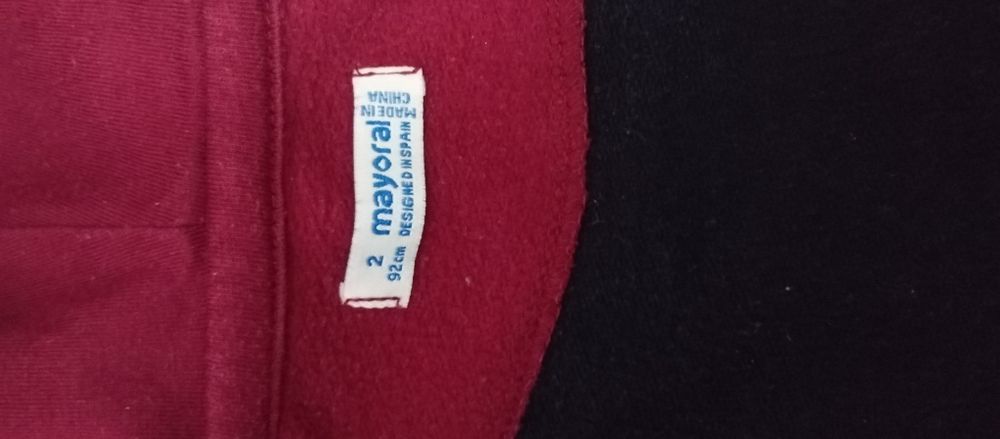 2
92cm
mayoral
DESIGNED IN SPAIN
MADE IN
CHINA